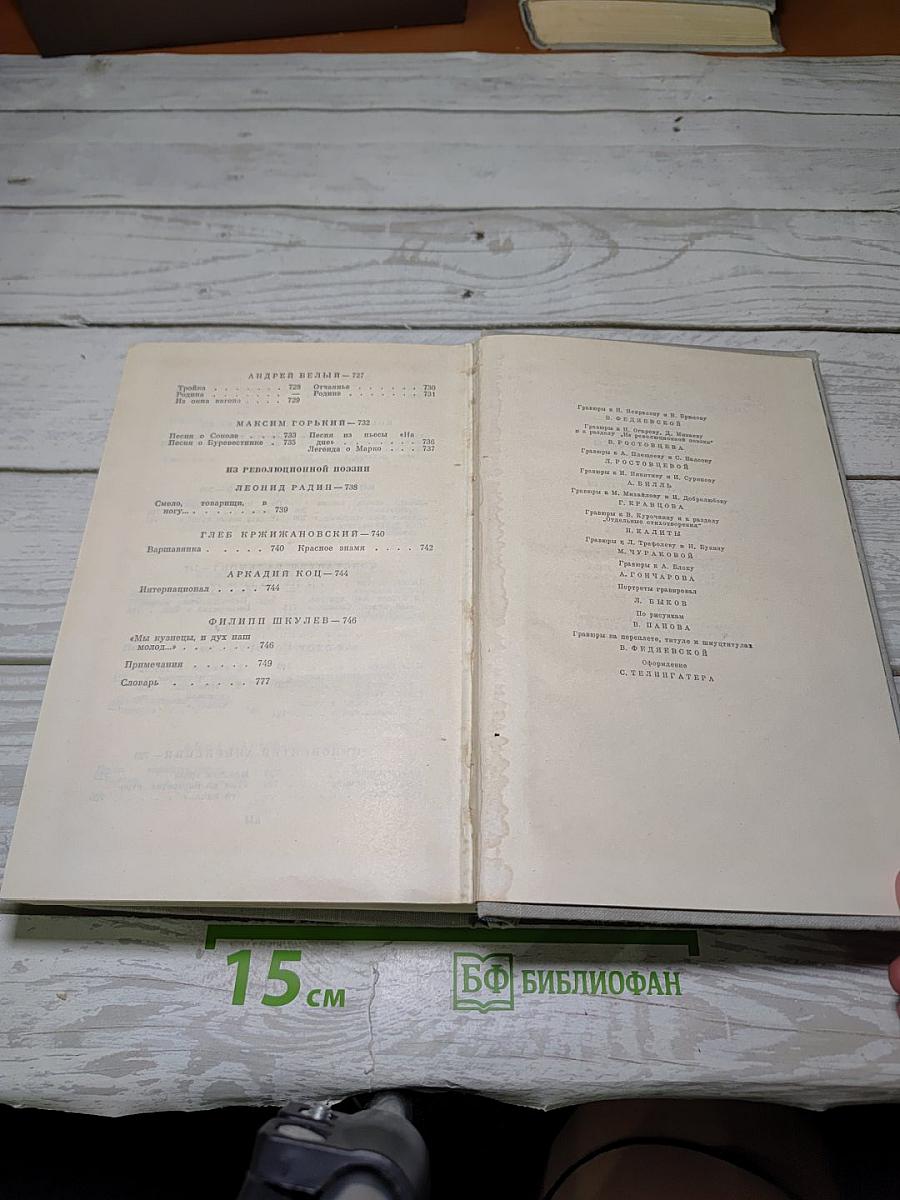 АНДРЕЙ БЕЛЫЙ — 727
Тройка . . . . . . . 728 Отчаянье . . . . . . . 730
Родина . . . . . . . — Родине . . . . . . . 731
Из окна вагона . . . . 729
МАКСИМ ГОРЬКИЙ — 732
Песня о Соколе . . . 733 Песня из пьесы «На
Песня о Буревестнике . 735 дне» . . . . . . . 736
Легенда о Марко . . . 737
ИЗ РЕВОЛЮЦИОННОЙ ПОЭЗИИ
ЛЕОНИД РАДИН — 738
Смело, товарищи, в
ногу... . . . . . . . 739
ГЛЕБ КРЖИЖАНОВСКИЙ — 740
Варшавянка . . . . . 740 Красное знамя . . . . 742
АРКАДИЙ КОЦ — 744
Интернационал . . . . 744
ФИЛИПП ШКУЛЕВ — 746
«Мы кузнецы, и дух наш
молод...» . . . . . . 746
Примечания . . . . . 749
Словарь . . . . . . 777
Гравюры к Н. Некрасову и В. Брюсову
В. ФЕДЯЕВСКОЙ
Гравюры к Н. Огареву, Д. Минаеву
и к разделу „Из революционной поэзии“
В. РОСТОВЦЕВА
Гравюры к А. Плещееву и С. Надсону
Л. РОСТОВЦЕВОЙ
Гравюры к И. Никитину и И. Сурикову
А. БИЛЛЬ
Гравюры к М. Михайлову и Н. Добролюбову
Г. КРАВЦОВА
Гравюры к В. Курочкину и к разделу
„Отдельные стихотворения“
Н. КАЛИТЫ
Гравюры к Л. Трефолеву и И. Бунину
М. ЧУРАКОВОЙ
Гравюры к А. Блоку
А. ГОНЧАРОВА
Портреты гравировал
Л. БЫКОВ
По рисункам
В. ПАНОВА
Гравюры на переплете, титуле и шмуцтитулах
В. ФЕДЯЕВСКОЙ
Оформление
С. ТЕЛИНГАТЕРА
15 см
БФ БИБЛИОФАН